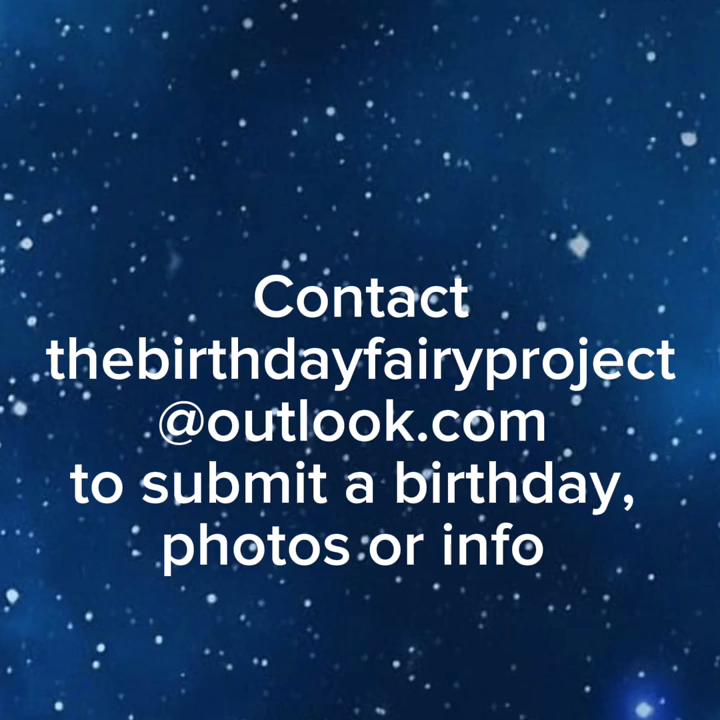 Contact
thebirthdayfairyproject
@outlook.com
to submit a birthday,
photos or info